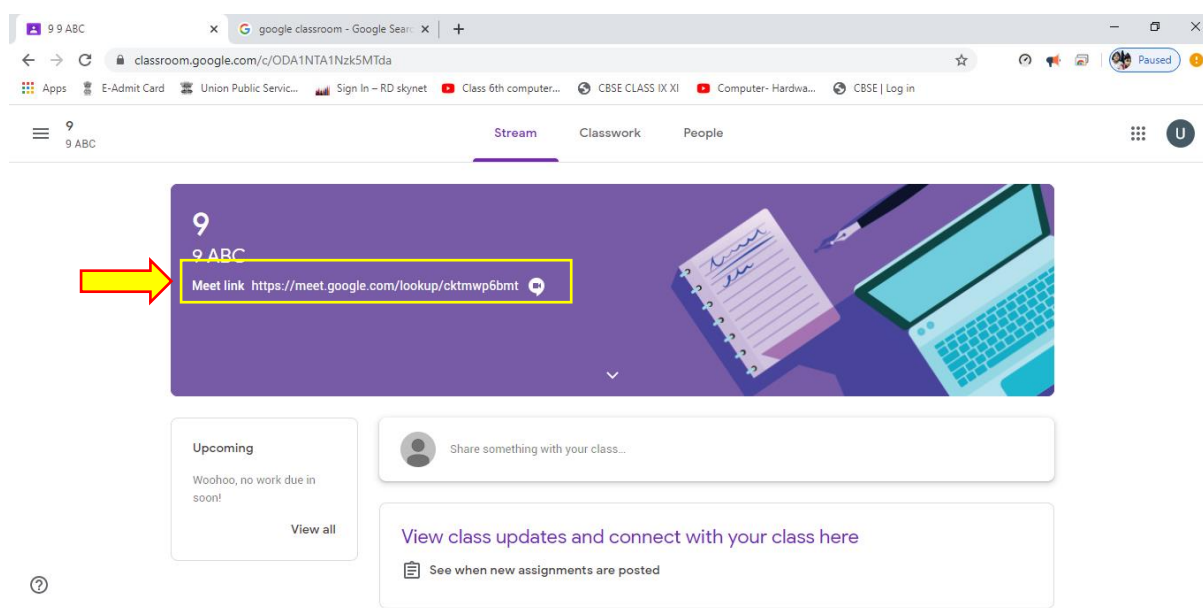 9 9 ABC
google classroom - Google Searc
classroom.google.com/c/ODA1NTA1Nzk5MTda
Paused
Apps E-Admit Card Union Public Servic... Sign In – RD skynet Class 6th computer... CBSE CLASS IX XI Computer- Hardwa... CBSE | Log in
9
9 ABC
Stream Classwork People
U
9
9 ABC
Meet link https://meet.google.com/lookup/cktmwp6bmt
Upcoming
Woohoo, no work due in
soon!
View all
Share something with your class...
View class updates and connect with your class here
See when new assignments are posted